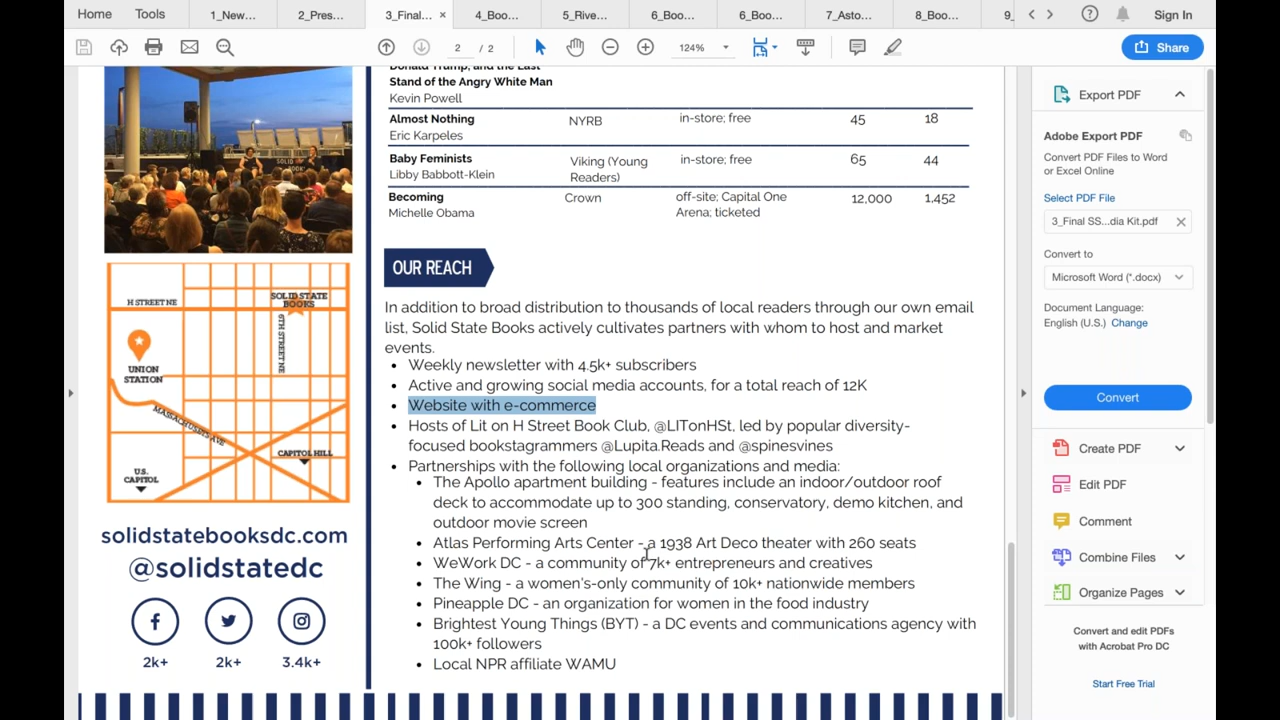 Home
Tools
1_New...
2_Pres...
3_Final... ×
4_Boo...
5_Rive...
6_Boo...
6_Boo...
7_Asto...
8_Boo...
9_
Sign In
2 / 2
124%
Share
Donald Trump, and the Last
Stand of the Angry White Man
Kevin Powell
Almost Nothing
Eric Karpeles
NYRB
in-store; free
45
18
Baby Feminists
Libby Babbott-Klein
Viking (Young
Readers)
in-store; free
65
44
Becoming
Michelle Obama
Crown
off-site; Capital One
Arena; ticketed
12,000
1,452
OUR REACH
In addition to broad distribution to thousands of local readers through our own email
list, Solid State Books actively cultivates partners with whom to host and market
events.
• Weekly newsletter with 4.5k+ subscribers
• Active and growing social media accounts, for a total reach of 12K
• Website with e-commerce
• Hosts of Lit on H Street Book Club, @LITonHSt, led by popular diversity-
focused bookstagrammers @Lupita.Reads and @spinesvines
• Partnerships with the following local organizations and media:
• The Apollo apartment building - features include an indoor/outdoor roof
deck to accommodate up to 300 standing, conservatory, demo kitchen, and
outdoor movie screen
• Atlas Performing Arts Center - a 1938 Art Deco theater with 260 seats
• WeWork DC - a community of 7k+ entrepreneurs and creatives
• The Wing - a women's-only community of 10k+ nationwide members
• Pineapple DC - an organization for women in the food industry
• Brightest Young Things (BYT) - a DC events and communications agency with
100k+ followers
• Local NPR affiliate WAMU
H STREET NE
SOLID STATE
BOOKS
6TH STREET NE
UNION
STATION
MASSACHUSETTS AVE
CAPITOL HILL
U.S.
CAPITOL
solidstatebooksdc.com
@solidstatedc
2k+
2k+
3.4k+
Export PDF
Adobe Export PDF
Convert PDF Files to Word
or Excel Online
Select PDF File
3_Final SS...dia Kit.pdf ×
Convert to
Microsoft Word (*.docx)
Document Language:
English (U.S.) Change
Convert
Create PDF
Edit PDF
Comment
Combine Files
Organize Pages
Convert and edit PDFs
with Acrobat Pro DC
Start Free Trial